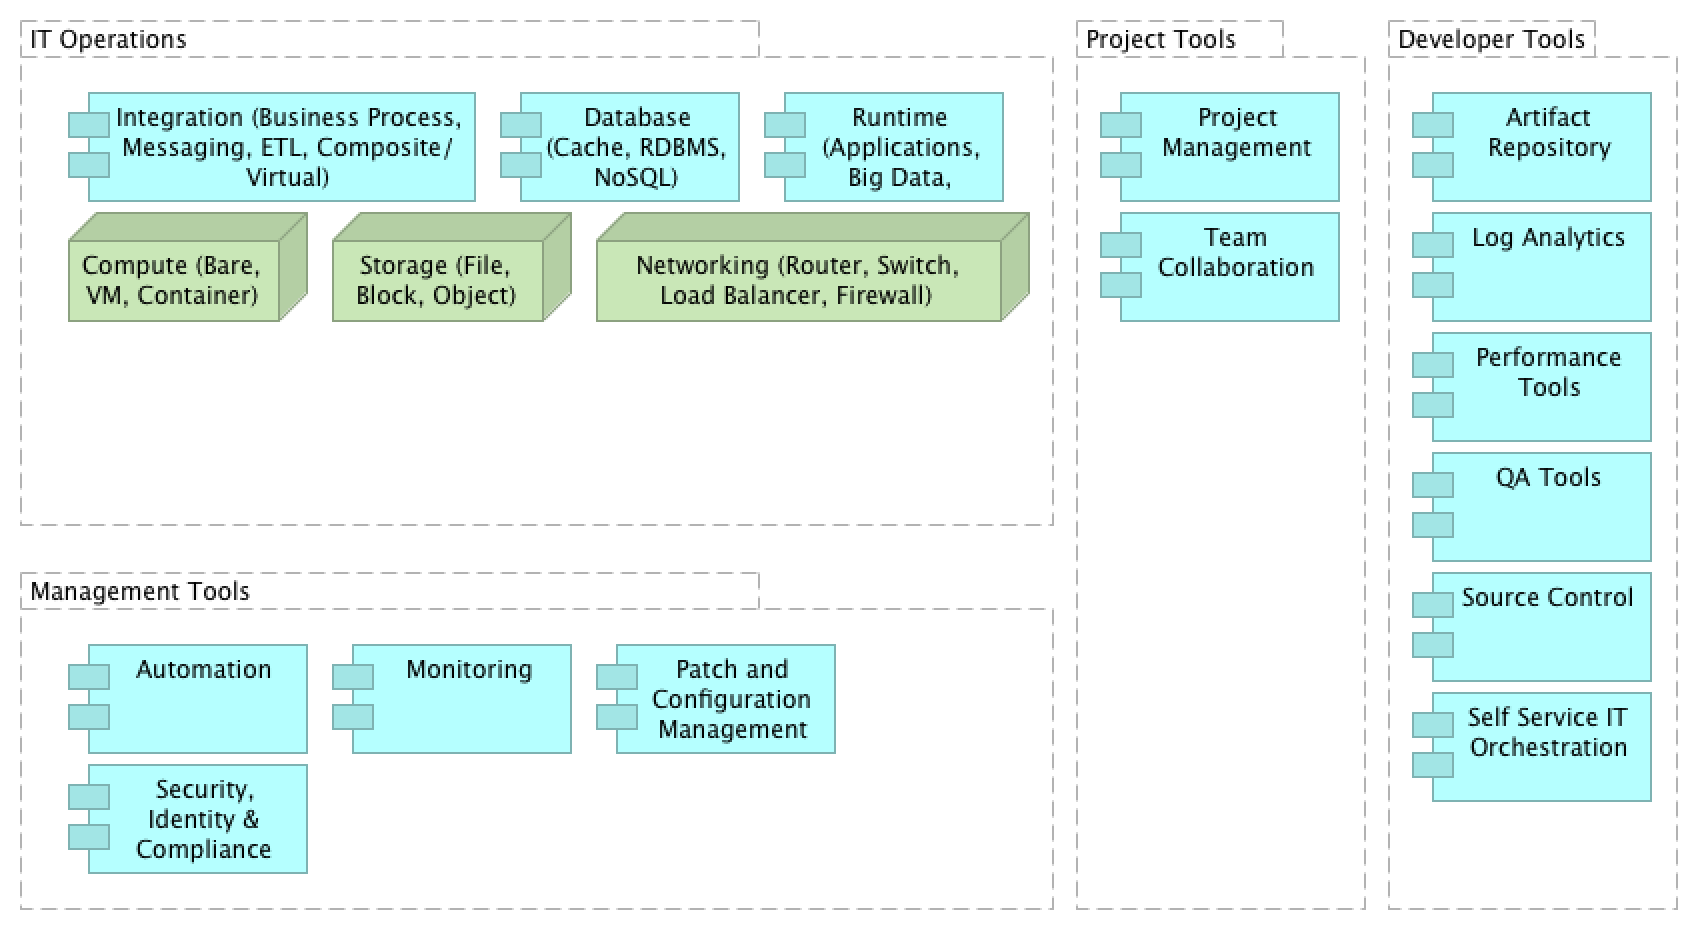 IT Operations
Integration (Business Process,
Messaging, ETL, Composite/
Virtual)
Database
(Cache, RDBMS,
NoSQL)
Runtime
(Applications,
Big Data,
Compute (Bare,
VM, Container)
Storage (File,
Block, Object)
Networking (Router, Switch,
Load Balancer, Firewall)
Management Tools
Automation
Monitoring
Patch and
Configuration
Management
Security,
Identity &
Compliance
Project Tools
Project
Management
Team
Collaboration
Developer Tools
Artifact
Repository
Log Analytics
Performance
Tools
QA Tools
Source Control
Self Service IT
Orchestration